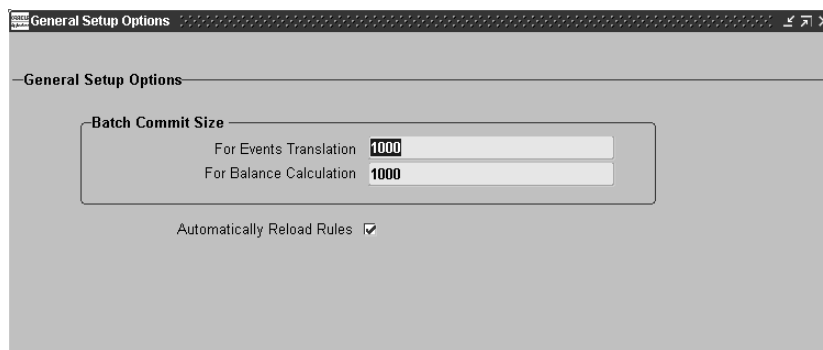 General Setup Options
General Setup Options
Batch Commit Size
For Events Translation 1000
For Balance Calculation 1000
Automatically Reload Rules